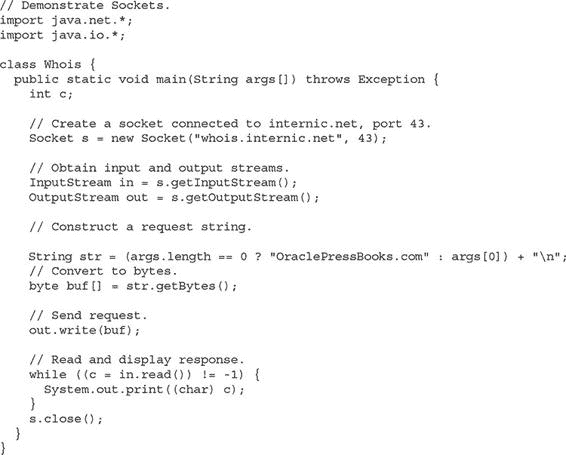 // Demonstrate Sockets.
import java.net.*;
import java.io.*;

class Whois {
  public static void main(String args[]) throws Exception {
    int c;

    // Create a socket connected to internic.net, port 43.
    Socket s = new Socket("whois.internic.net", 43);

    // Obtain input and output streams.
    InputStream in = s.getInputStream();
    OutputStream out = s.getOutputStream();

    // Construct a request string.

    String str = (args.length == 0 ? "OraclePressBooks.com" : args[0]) + "\n";
    // Convert to bytes.
    byte buf[] = str.getBytes();

    // Send request.
    out.write(buf);

    // Read and display response.
    while ((c = in.read()) != -1) {
      System.out.print((char) c);
    }
    s.close();
  }
}